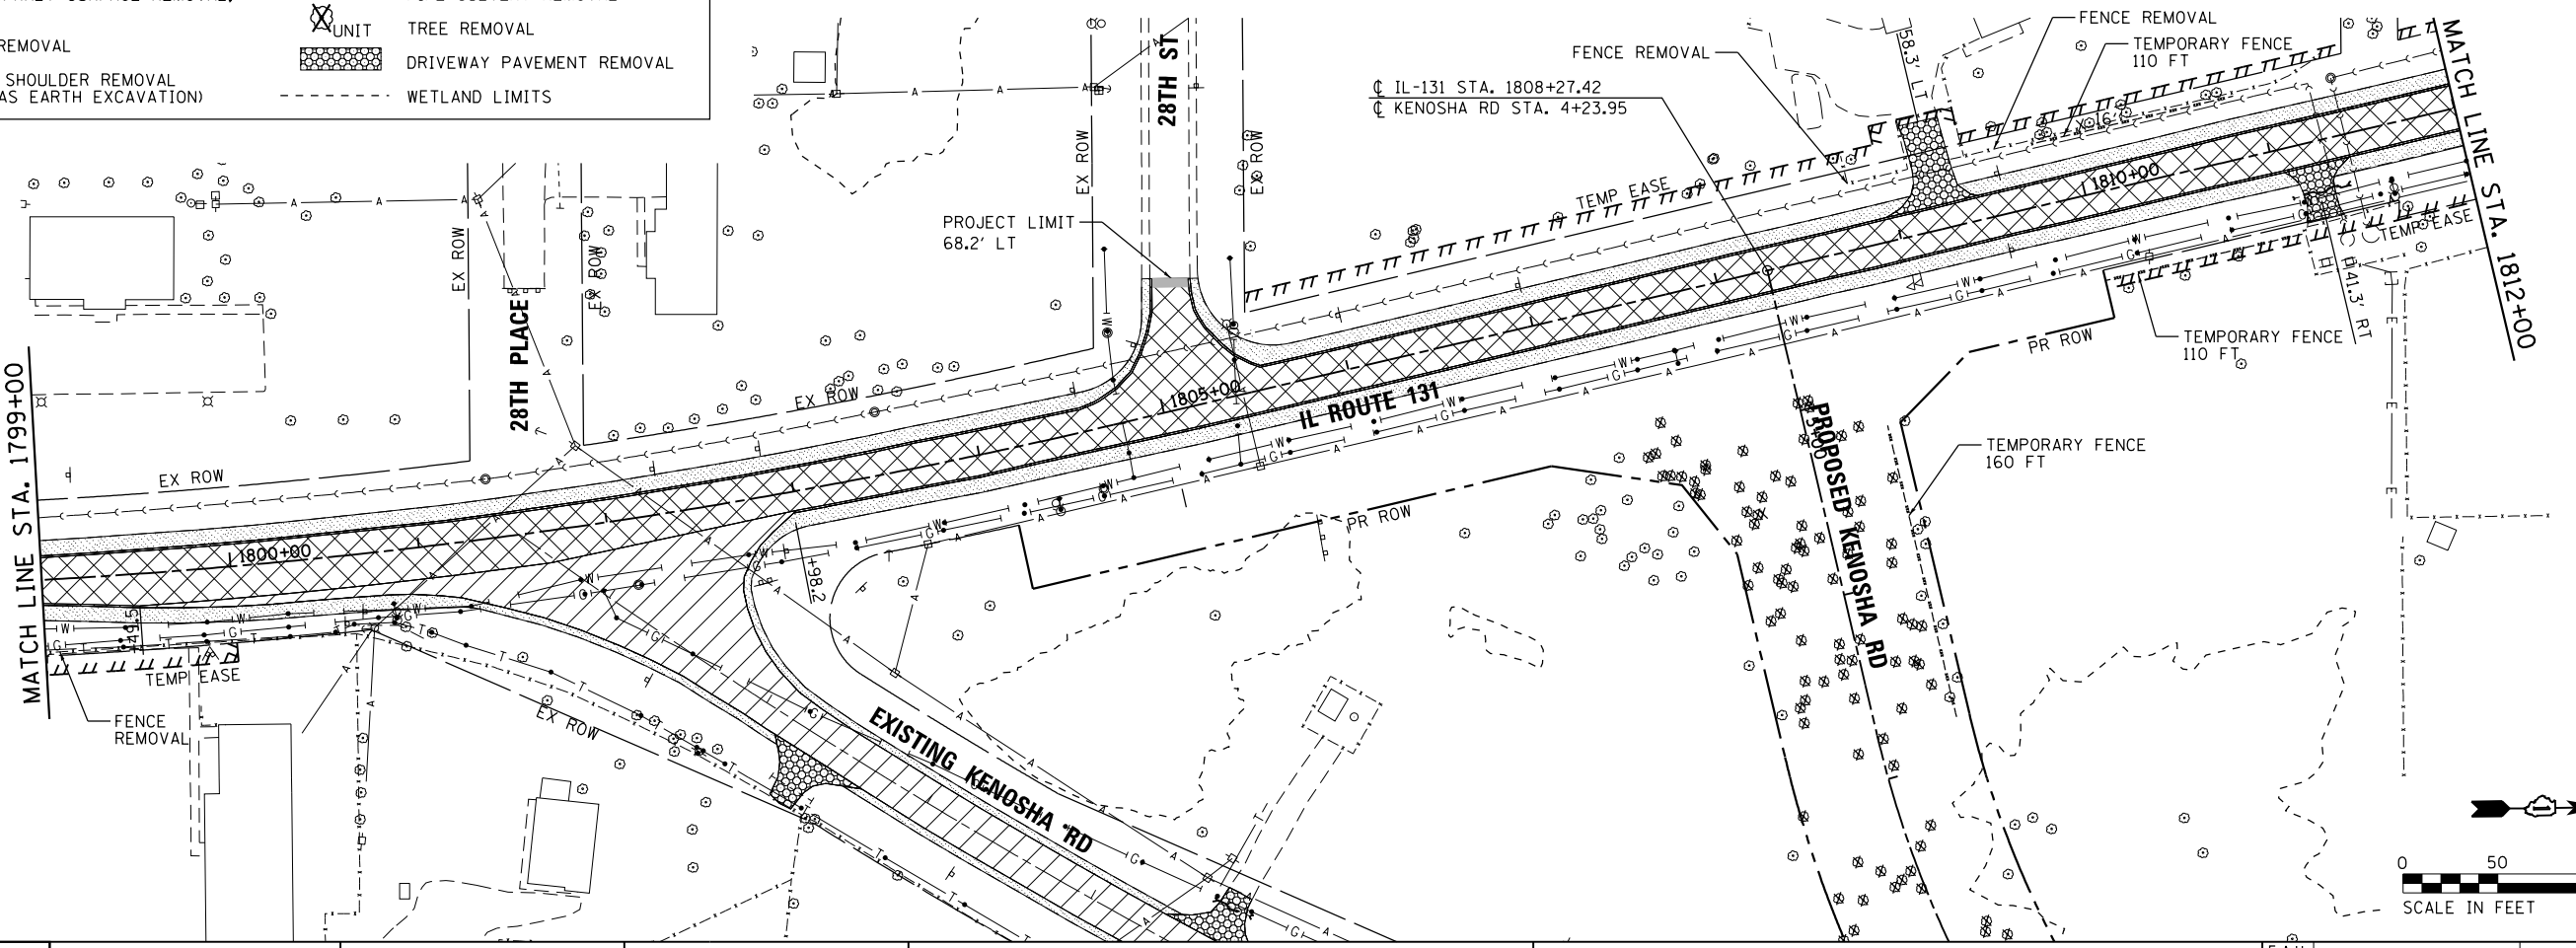 UNIT
TREE REMOVAL
REMOVAL
DRIVEWAY PAVEMENT REMOVAL
SHOULDER REMOVAL
AS EARTH EXCAVATION)
WETLAND LIMITS
MATCH LINE STA. 1799+00
28TH PLACE
EX ROW
EX ROW
EX ROW
EX ROW
1800+00
49.5
TEMP EASE
FENCE
REMOVAL
EX ROW
+98.2
EXISTING KENOSHA RD
28TH ST
EX ROW
EX ROW
PROJECT LIMIT
68.2' LT
1805+00
IL ROUTE 131
PR ROW
FENCE REMOVAL
℄ IL-131 STA. 1808+27.42
℄ KENOSHA RD STA. 4+23.95
TEMP EASE
58.3' LT
FENCE REMOVAL
TEMPORARY FENCE
110 FT
1810+00
MATCH LINE STA. 1812+00
TEMP EASE
41.3' RT
TEMPORARY FENCE
110 FT
PR ROW
TEMPORARY FENCE
160 FT
PROPOSED KENOSHA RD
0 50
SCALE IN FEET